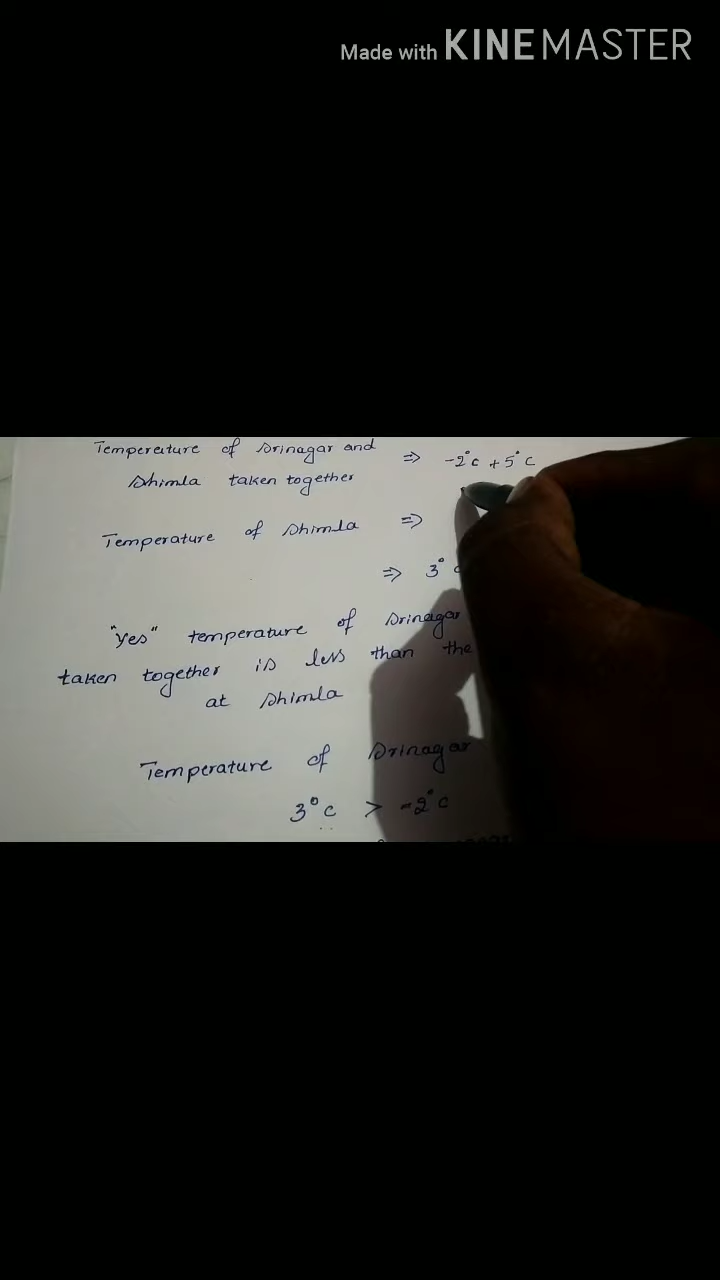 Made with KINEMASTER
Temperature of Srinagar and ⇒ -2°C + 5°C
Shimla taken together
Temperature of Shimla ⇒
⇒ 3°
"Yes" temperature of Srinagar
taken together is less than the
at Shimla
Temperature of Srinagar
3°C > -2°C